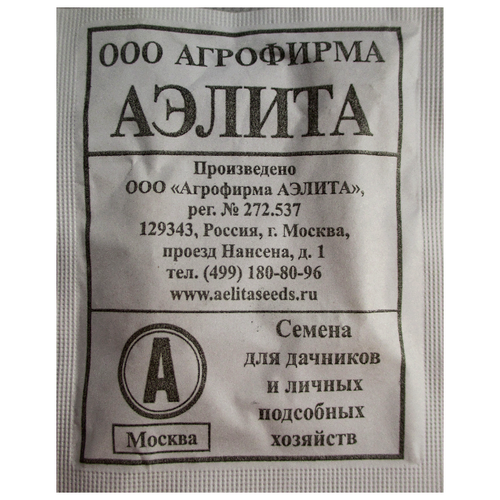 ООО АГРОФИРМА
АЭЛИТА
Произведено
ООО «Агрофирма АЭЛИТА»,
рег. № 272.537
129343, Россия, г. Москва,
проезд Нансена, д. 1
тел. (499) 180-80-96
www.aelitaseeds.ru
А
Москва
Семена
для дачников
и личных
подсобных
хозяйств